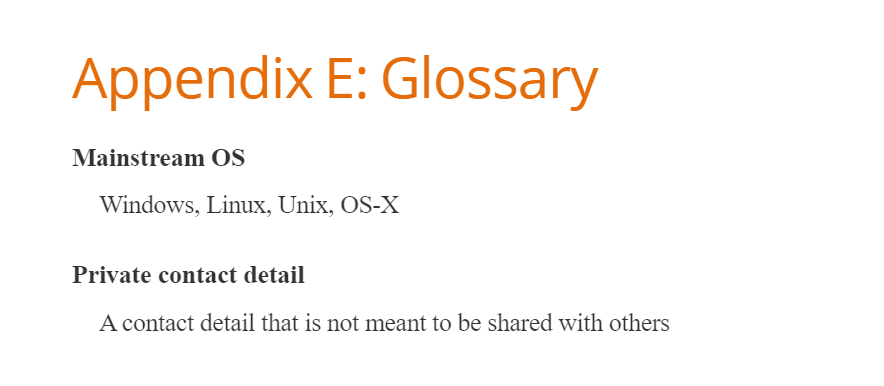 Appendix E: Glossary
Mainstream OS
Windows, Linux, Unix, OS-X
Private contact detail
A contact detail that is not meant to be shared with others